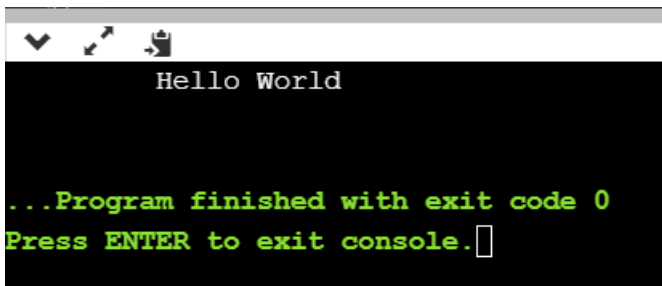 Hello World
...Program finished with exit code 0
Press ENTER to exit console.